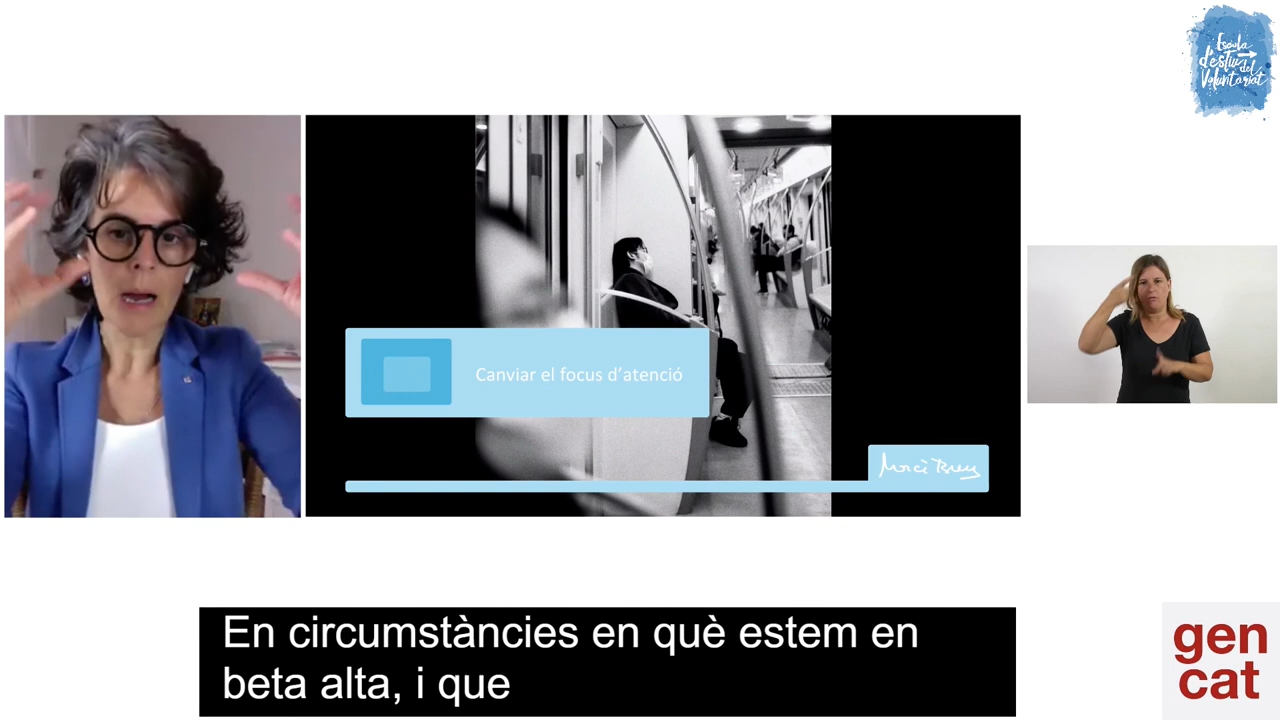 Escola
d'estiu del
Voluntariat
Canviar el focus d'atenció
En circumstàncies en què estem en
beta alta, i que
gen
cat